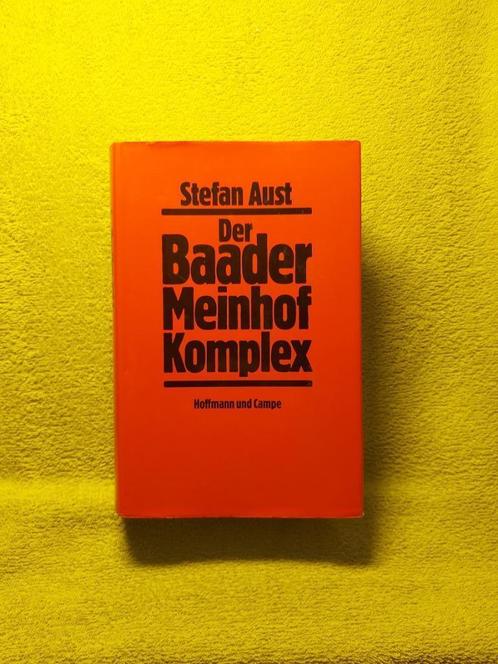 Stefan Aust
Der
Baader
Meinhof
Komplex
Hoffmann und Campe